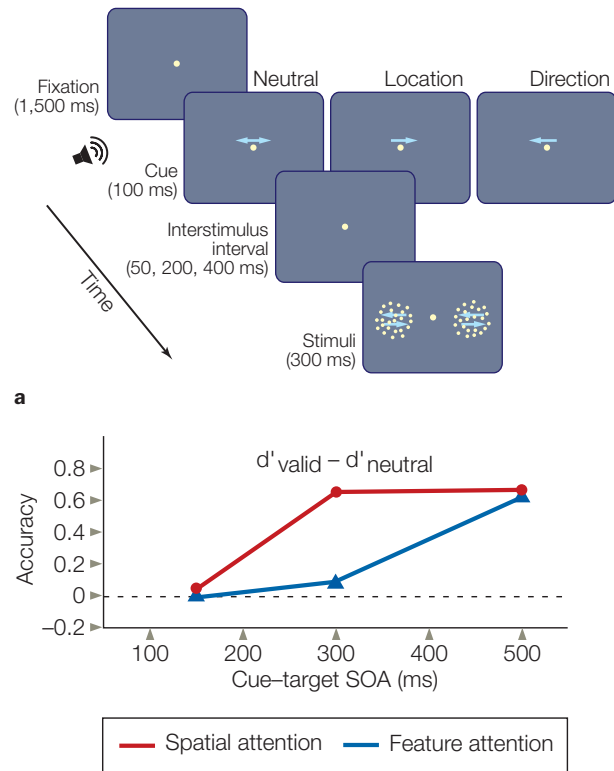 Fixation
(1,500 ms)
Neutral
Location
Direction
Cue
(100 ms)
Interstimulus
interval
(50, 200, 400 ms)
Time
Stimuli
(300 ms)
a
d'valid – d'neutral
Accuracy
0.8
0.6
0.4
0.2
0
–0.2
100
200
300
400
500
Cue–target SOA (ms)
Spatial attention
Feature attention